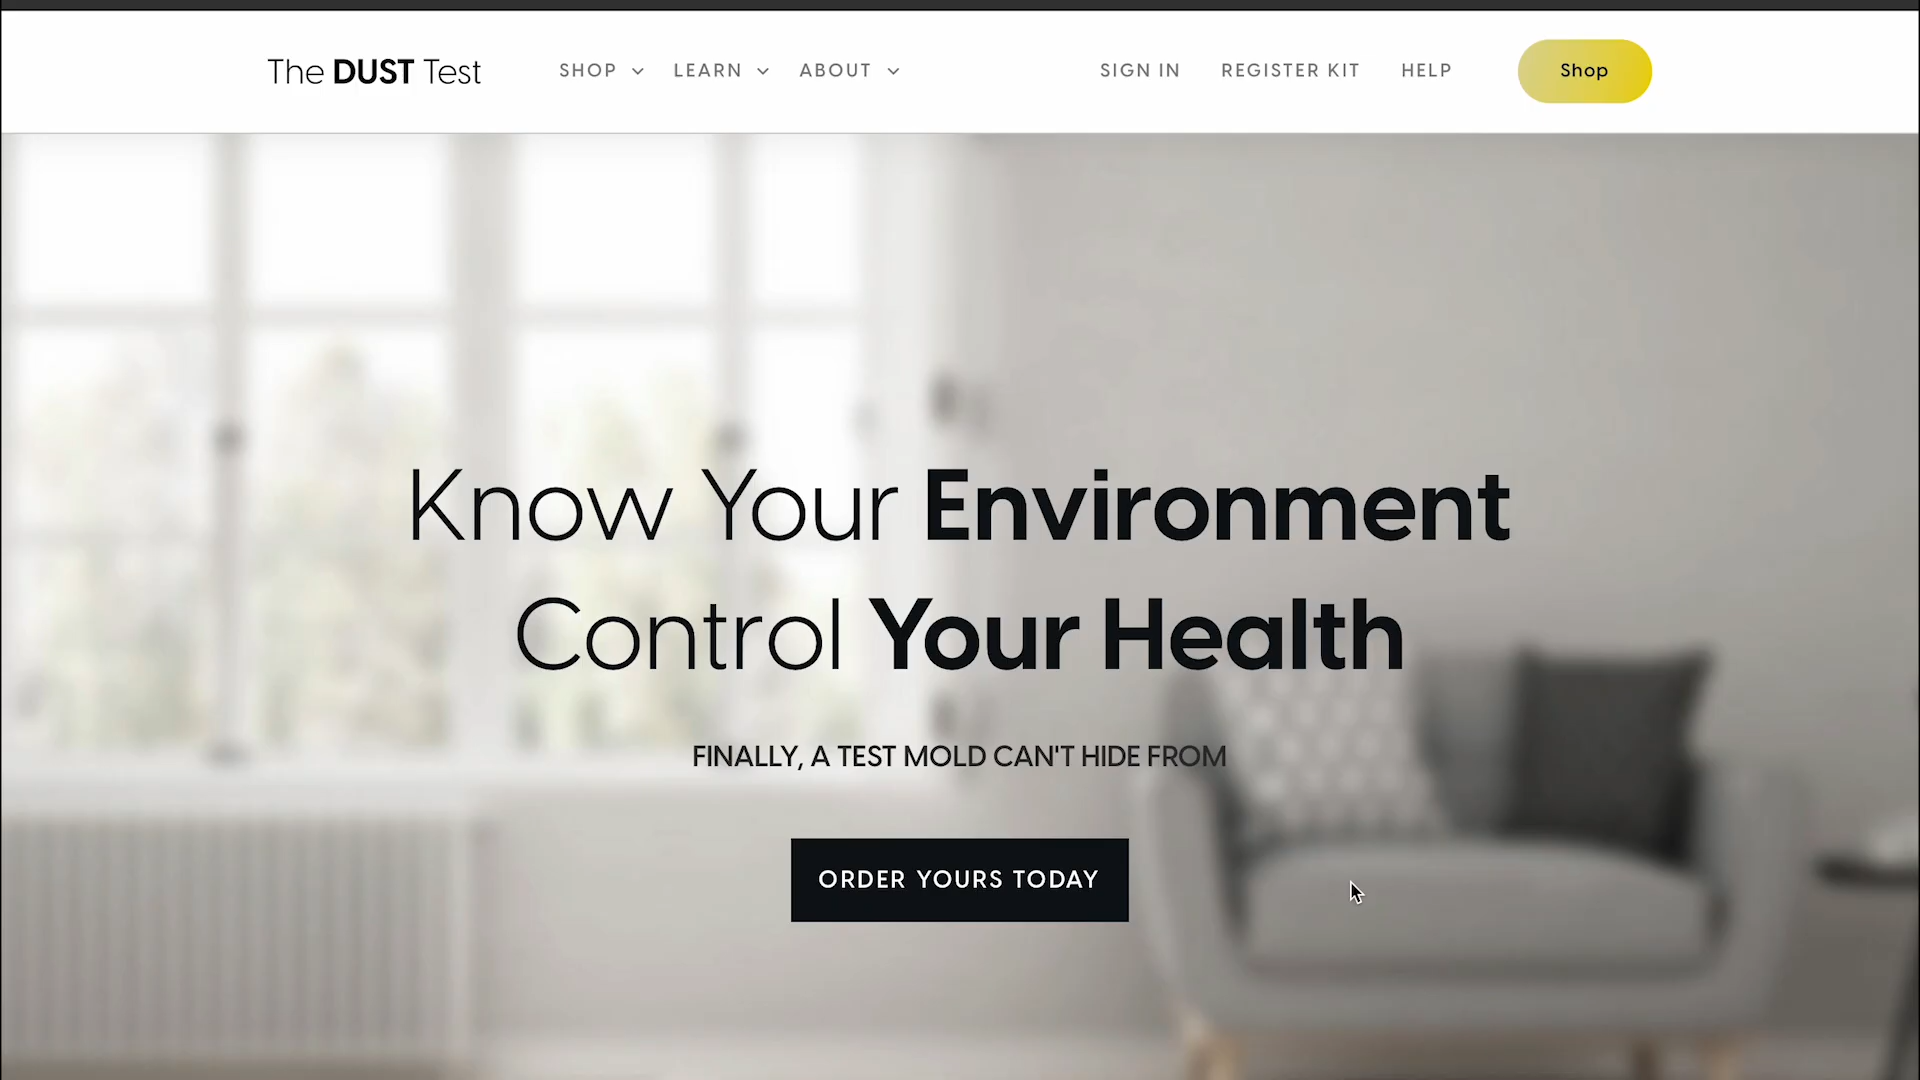 The DUST Test
SHOP
LEARN
ABOUT
SIGN IN
REGISTER KIT
HELP
Shop
Know Your Environment
Control Your Health
FINALLY, A TEST MOLD CAN'T HIDE FROM
ORDER YOURS TODAY